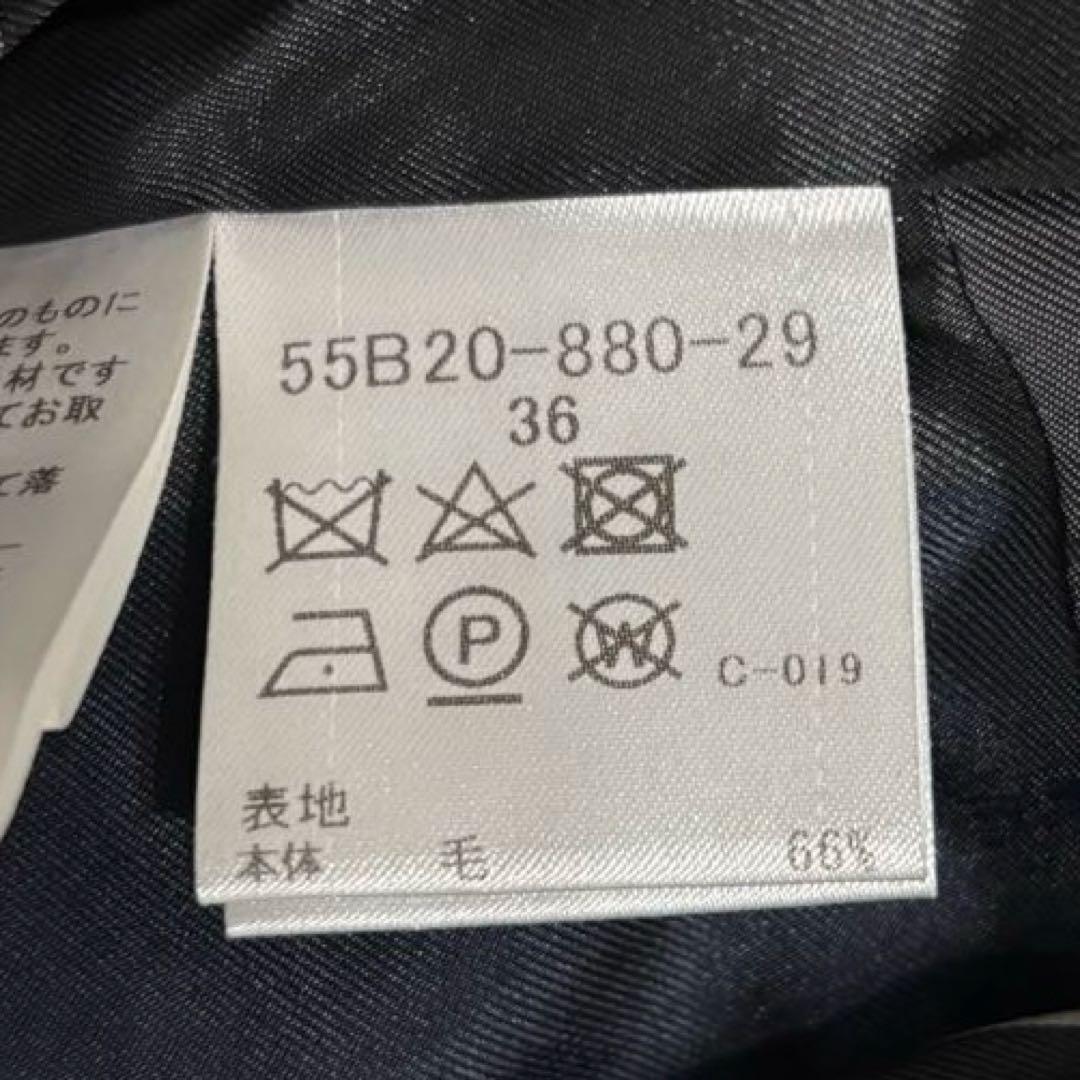 のものに
ます。
材です
てお取
て落
55B20-880-29
36
P
W
C-019
表地
本体 毛 66%